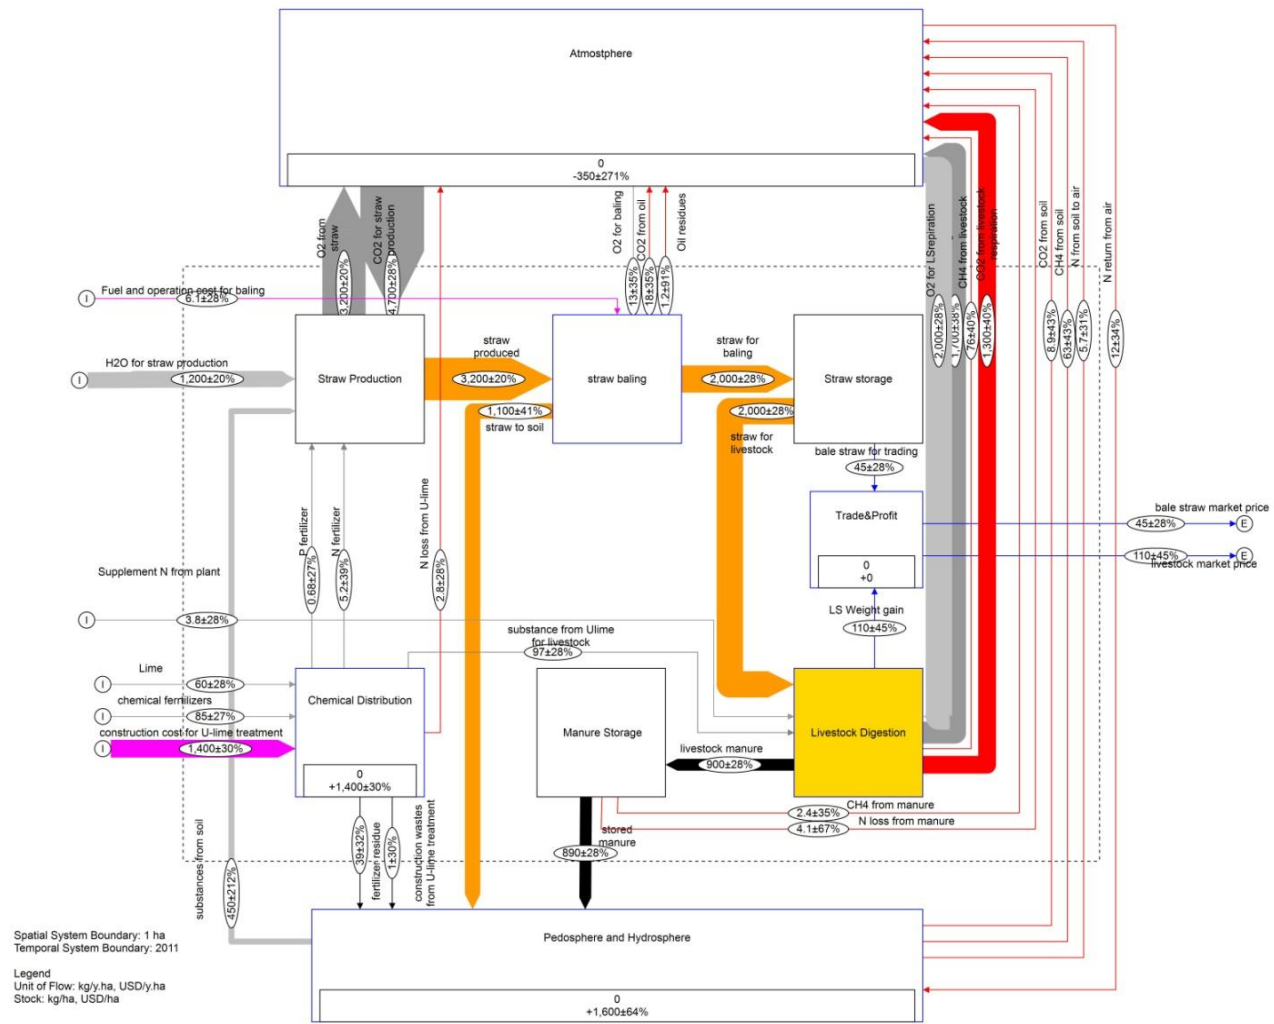 Atmostphere
0
-350±271%
O2 from
straw
3,200±20%
CO2 for straw
production
4,700±28%
O2 for baling
13±35%
CO2 from oil
18±35%
Oil residues
1.2±91%
O2 for LSrepiration
2,000±28%
1,700±38%
CH4 from livestock
76±40%
CO2 from livestock
respiration
1,300±40%
CO2 from soil
8.9±43%
CH4 from soil
63±43%
N from soil to air
5.7±31%
N return from air
12±34%
I
Fuel and operation cost for baling
6.1±28%
I
H2O for straw production
1,200±20%
Straw Production
straw
produced
3,200±20%
straw baling
straw for
baling
2,000±28%
Straw storage
1,100±41%
straw to soil
2,000±28%
straw for
livestock
bale straw for trading
45±28%
Trade&Profit
0
+0
bale straw market price
45±28%
E
110±45%
E
livestock market price
P fertilizer
0.68±27%
N fertilizer
5.2±39%
N loss from U-lime
2.8±28%
Supplement N from plant
I
3.8±28%
LS Weight gain
110±45%
substance from Ulime
for livestock
97±28%
Lime
I
60±28%
chemical fernilizers
I
85±27%
construction cost for U-lime treatment
I
1,400±30%
Chemical Distribution
0
+1,400±30%
Manure Storage
livestock manure
900±28%
Livestock Digestion
CH4 from manure
2.4±35%
N loss from manure
4.1±67%
stored
manure
890±28%
39±32%
fertilizer residue
1±30%
construction wastes
from U-lime treatment
substances from soil
450±212%
Pedosphere and Hydrosphere
0
+1,600±64%
Spatial System Boundary: 1 ha
Temporal System Boundary: 2011
Legend
Unit of Flow: kg/y.ha, USD/y.ha
Stock: kg/ha, USD/ha